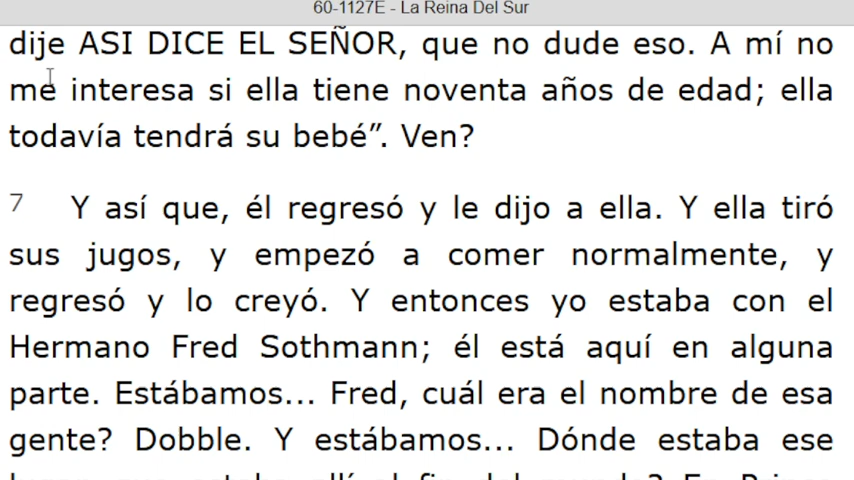 60-1127E - La Reina Del Sur
dije ASI DICE EL SEÑOR, que no dude eso. A mí no
me interesa si ella tiene noventa años de edad; ella
todavía tendrá su bebé”. Ven?
7 Y así que, él regresó y le dijo a ella. Y ella tiró
sus jugos, y empezó a comer normalmente, y
regresó y lo creyó. Y entonces yo estaba con el
Hermano Fred Sothmann; él está aquí en alguna
parte. Estábamos... Fred, cuál era el nombre de esa
gente? Dobble. Y estábamos... Dónde estaba ese